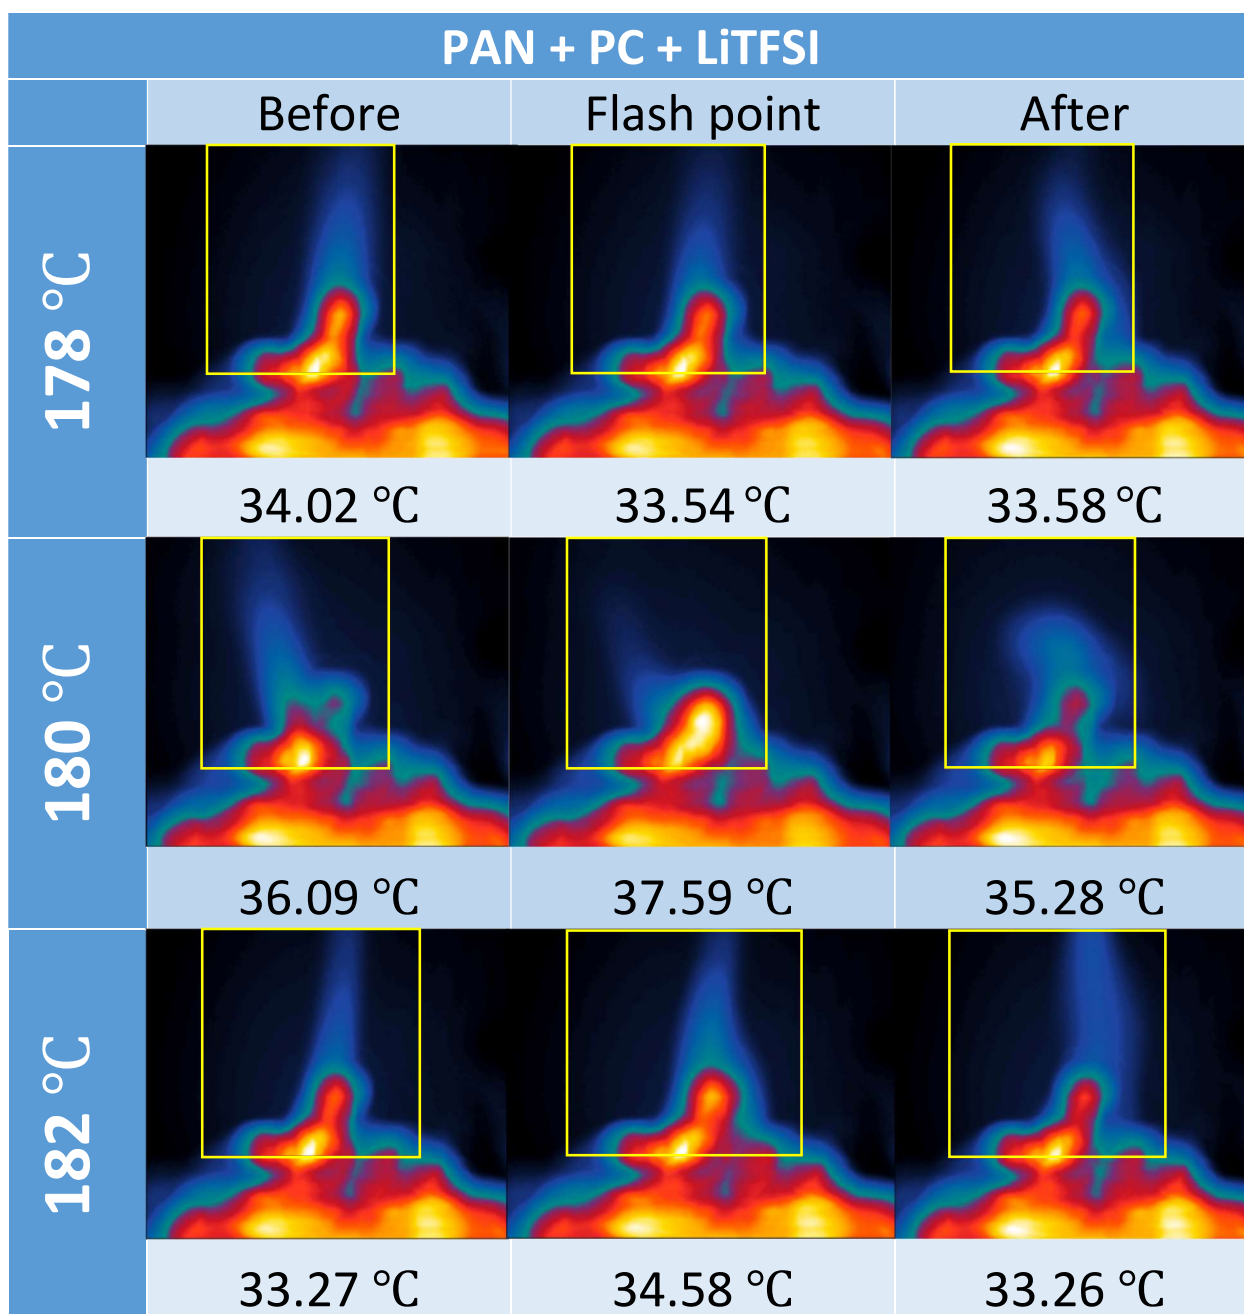 PAN + PC + LiTFSI
Before Flash point After
178 °C
34.02 °C 33.54 °C 33.58 °C
180 °C
36.09 °C 37.59 °C 35.28 °C
182 °C
33.27 °C 34.58 °C 33.26 °C